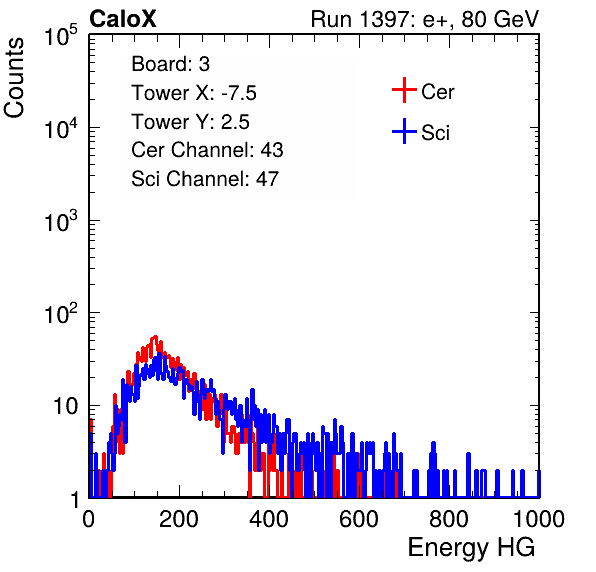 CaloX Run 1397: e+, 80 GeV
Counts
Board: 3
Tower X: -7.5
Tower Y: 2.5
Cer Channel: 43
Sci Channel: 47
Cer
Sci
10^5
10^4
10^3
10^2
10
1
0 200 400 600 800 1000
Energy HG